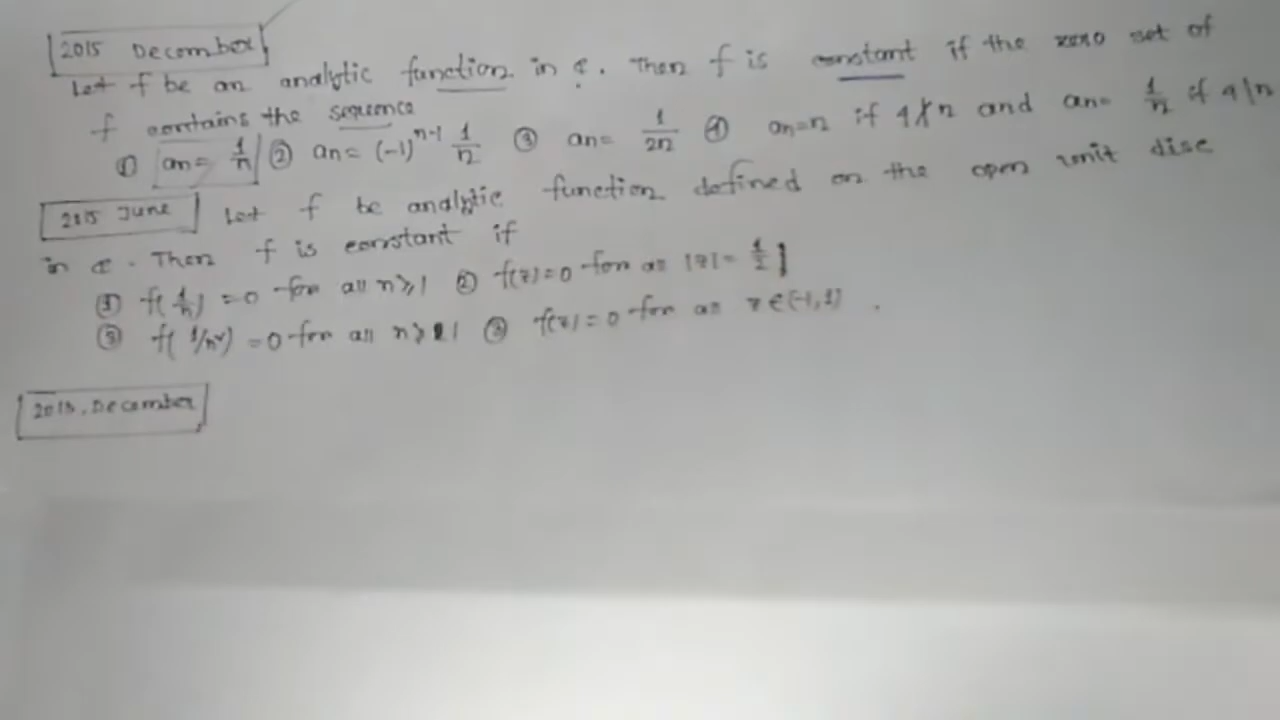 2015 December
Let f be an analytic function in ℂ. Then f is constant if the zero set of
f contains the sequence
① an = 1/n ② an = (-1)^{n-1} 1/n ③ an = 1/2n ④ an=n if 4∤n and an= 1/n if 4|n
2015 June Let f be analytic function defined on the open unit disc
in ℂ. Then f is constant if
① f(1/n) = 0 for all n≥1 ② f(z)=0 for all |z| = 1/2
③ f(1/n²) = 0 for all n≥1 ④ f(z) = 0 for all z∈(-1,1).
2013, December